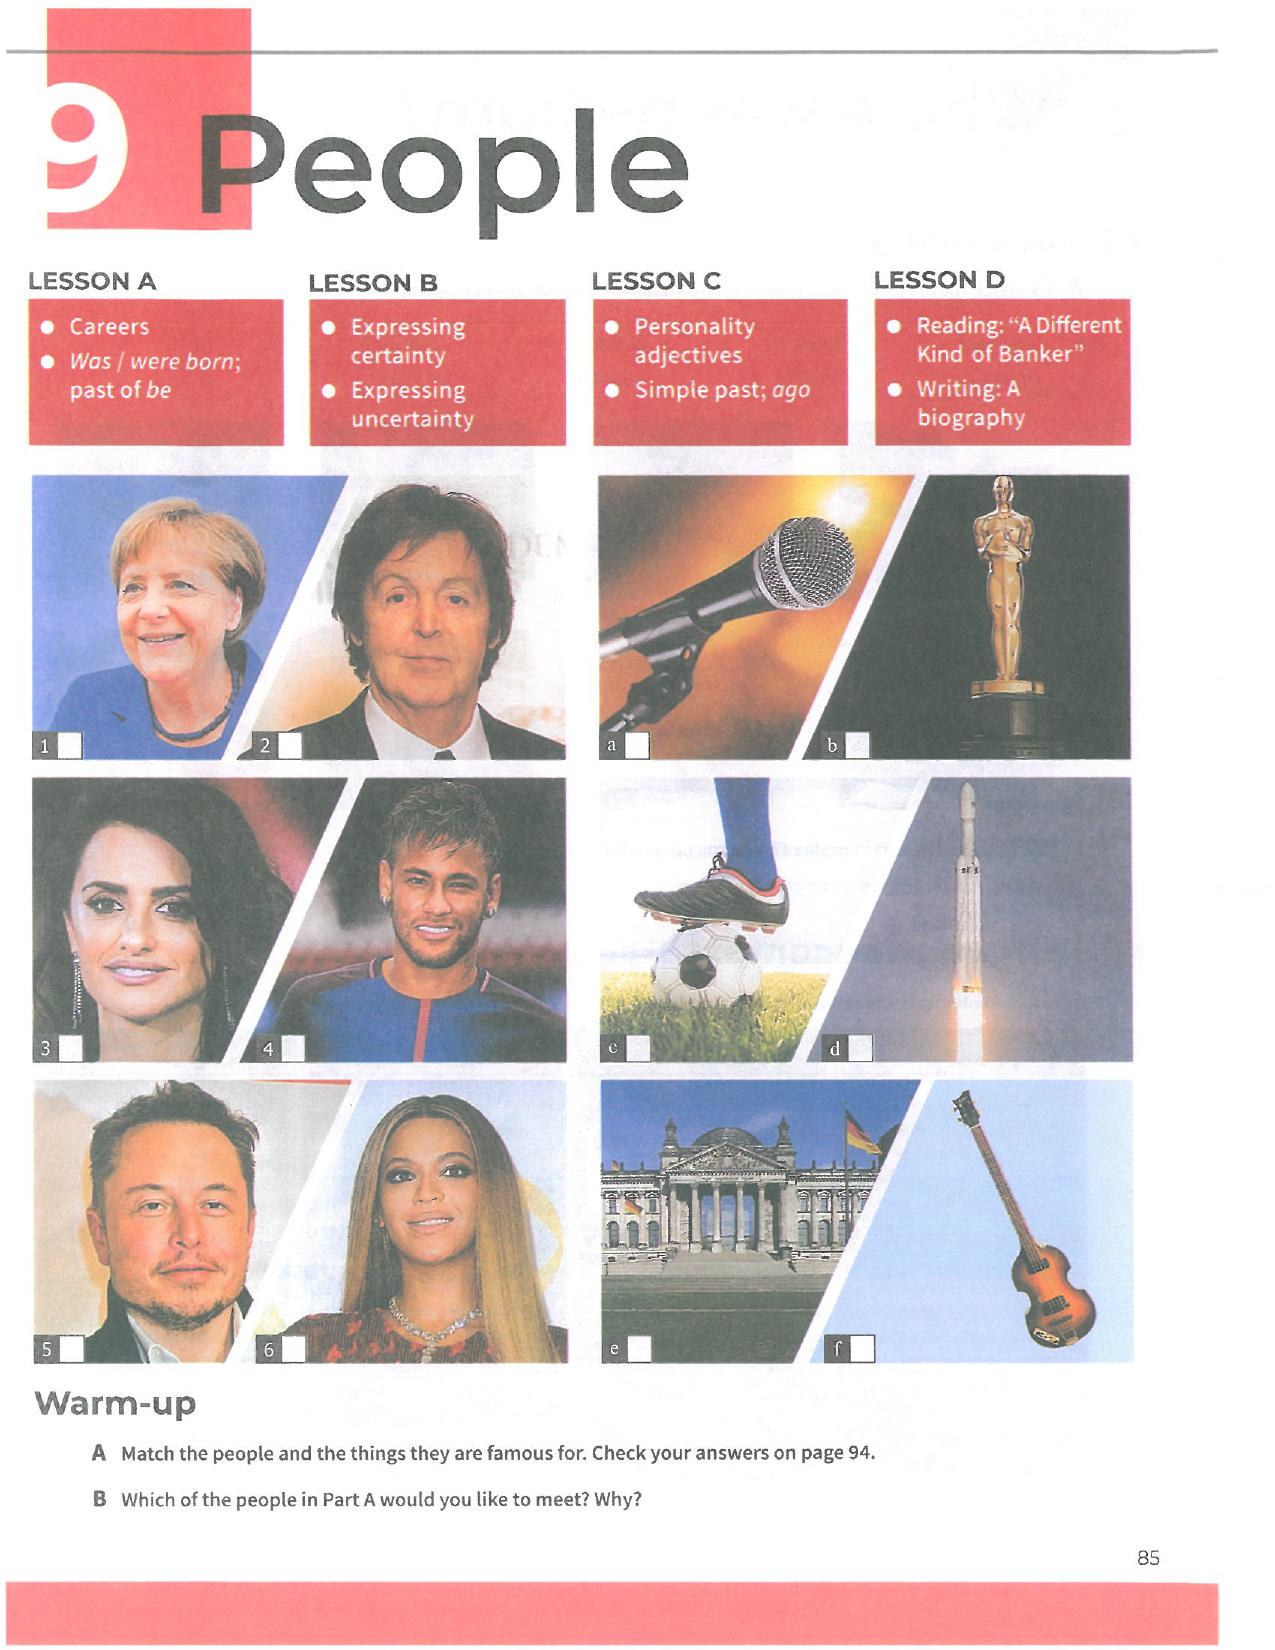 9 People
LESSON A
• Careers
• Was / were born;
past of be
LESSON B
• Expressing
certainty
• Expressing
uncertainty
LESSON C
• Personality
adjectives
• Simple past; ago
LESSON D
• Reading: “A Different
Kind of Banker”
• Writing: A
biography
1
2
a
b
3
4
c
d
5
6
e
f
Warm-up
A Match the people and the things they are famous for. Check your answers on page 94.
B Which of the people in Part A would you like to meet? Why?
85